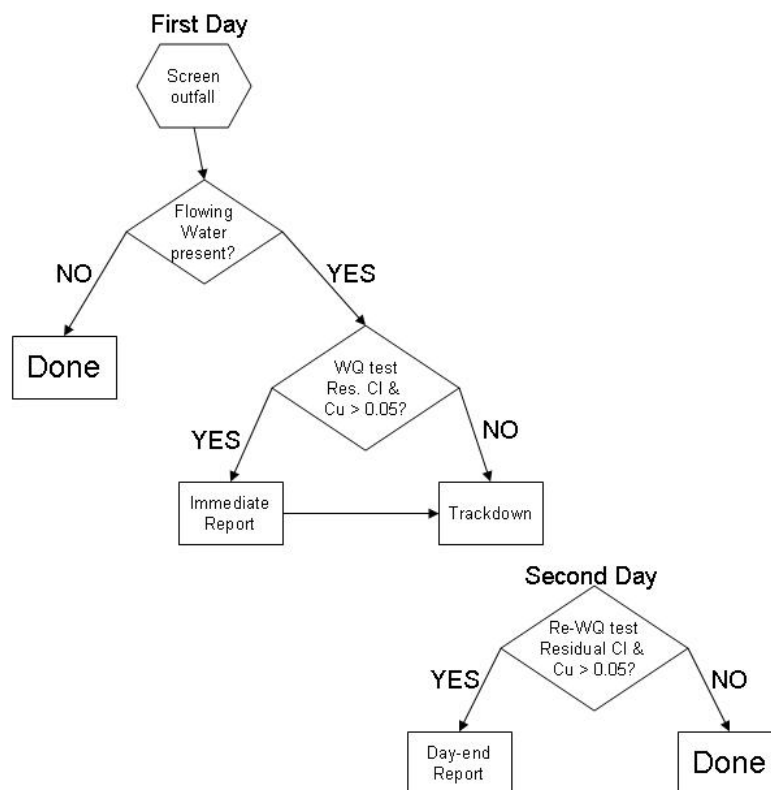 First Day
Screen
outfall
Flowing
Water
present?
NO
YES
Done
WQ test
Res. Cl &
Cu > 0.05?
YES
NO
Immediate
Report
Trackdown
Second Day
Re-WQ test
Residual Cl &
Cu > 0.05?
YES
NO
Day-end
Report
Done